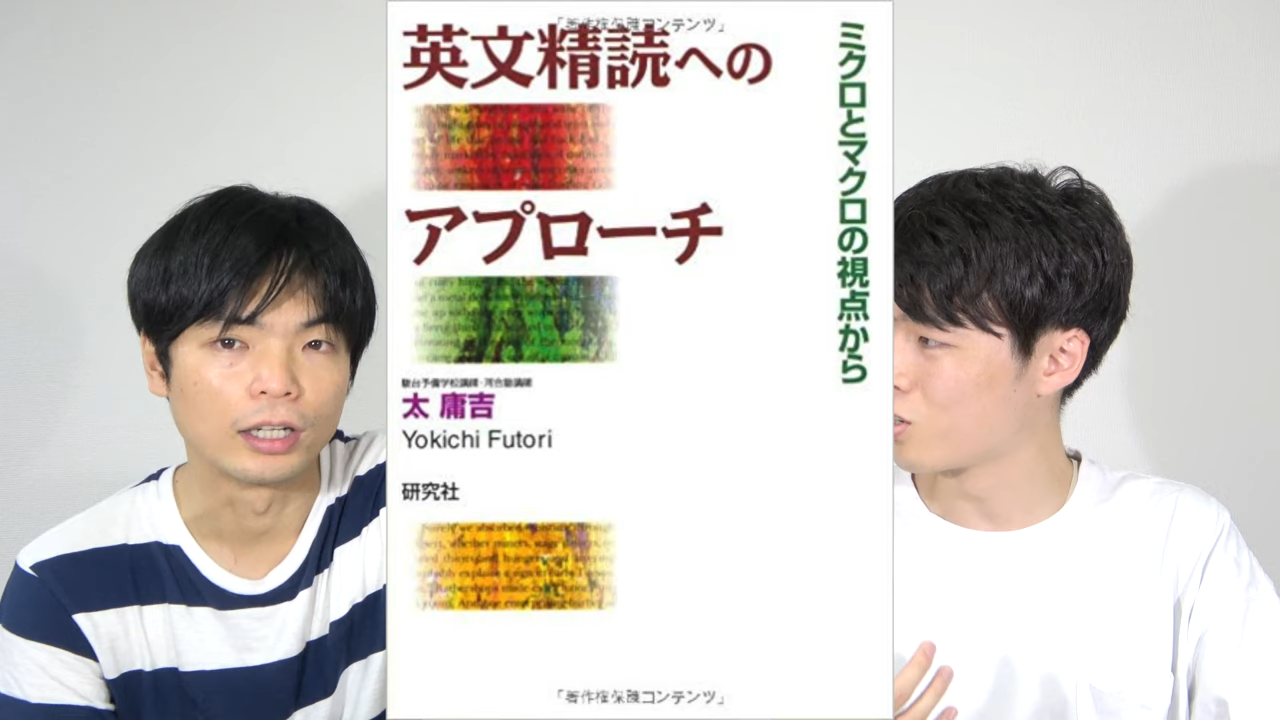 「著作権保護コンテンツ」
英文精読への
アプローチ
ミクロとマクロの視点から
駿台予備学校講師・河合塾講師
太 庸吉
Yokichi Futori
研究社
「著作権保護コンテンツ」